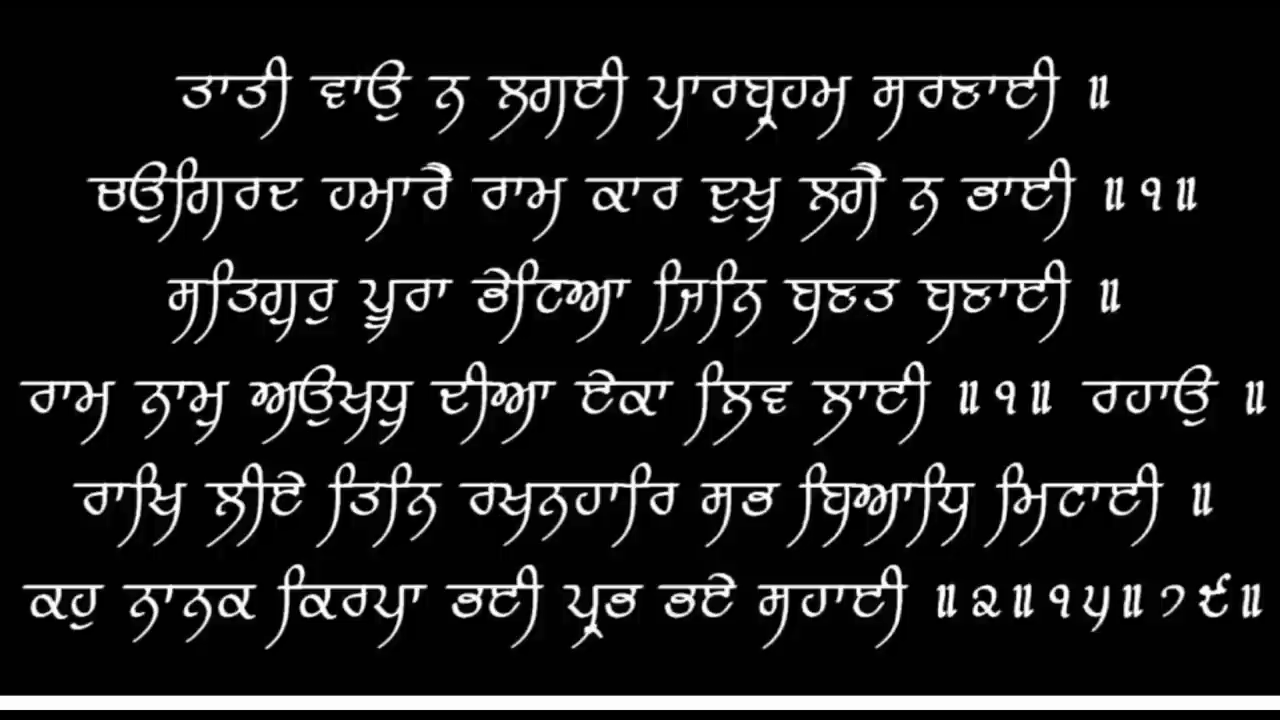 ਤਾਤੀ ਵਾਉ ਨ ਲਗਈ ਪਾਰਬ੍ਰਹਮ ਸਰਣਾਈ ॥
ਚਉਗਿਰਦ ਹਮਾਰੈ ਰਾਮ ਕਾਰ ਦੁਖੁ ਲਗੈ ਨ ਭਾਈ ॥੧॥
ਸਤਿਗੁਰੁ ਪੂਰਾ ਭੇਟਿਆ ਜਿਨਿ ਬਣਤ ਬਣਾਈ ॥
ਰਾਮ ਨਾਮੁ ਅਉਖਧੁ ਦੀਆ ਏਕਾ ਲਿਵ ਲਾਈ ॥੧॥ ਰਹਾਉ ॥
ਰਾਖਿ ਲੀਏ ਤਿਨਿ ਰਖਨਹਾਰਿ ਸਭ ਬਿਆਧਿ ਮਿਟਾਈ ॥
ਕਹੁ ਨਾਨਕ ਕਿਰਪਾ ਭਈ ਪ੍ਰਭ ਭਏ ਸਹਾਈ ॥੨॥੧੫॥੭੯॥